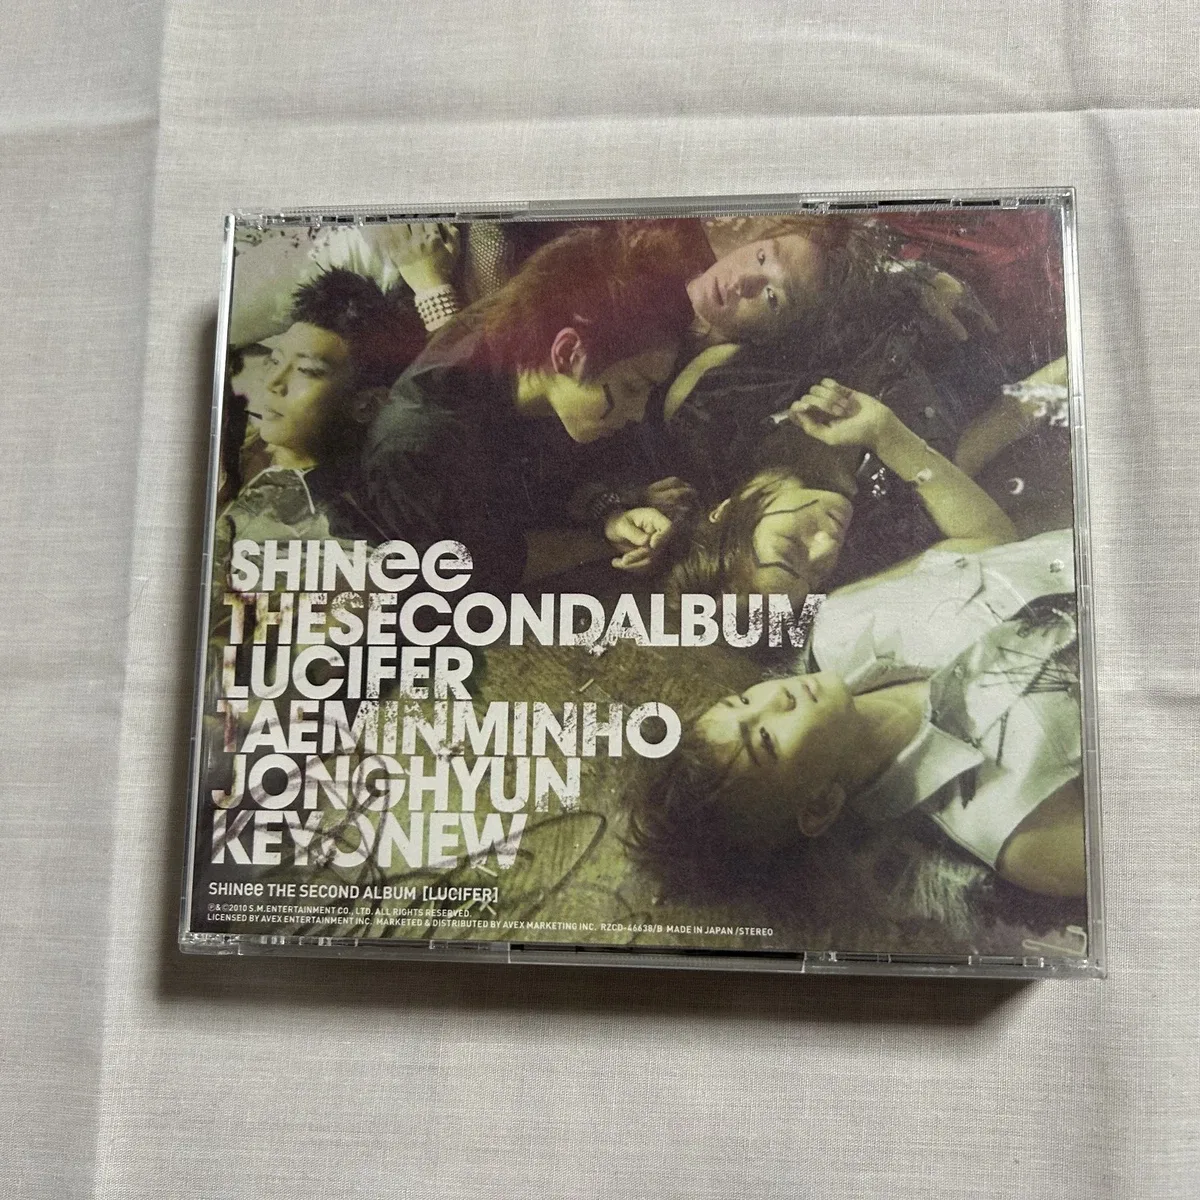 SHINee
THESECONDALBUM
LUCIFER
TAEMINMINHO
JONGHYUN
KEYONEW
SHINee THE SECOND ALBUM [LUCIFER]
℗&©2010 S.M.ENTERTAINMENT CO., LTD. ALL RIGHTS RESERVED.
LICENSED BY AVEX ENTERTAINMENT INC. MARKETED & DISTRIBUTED BY AVEX MARKETING INC. RZCD-46638/B MADE IN JAPAN /STEREO